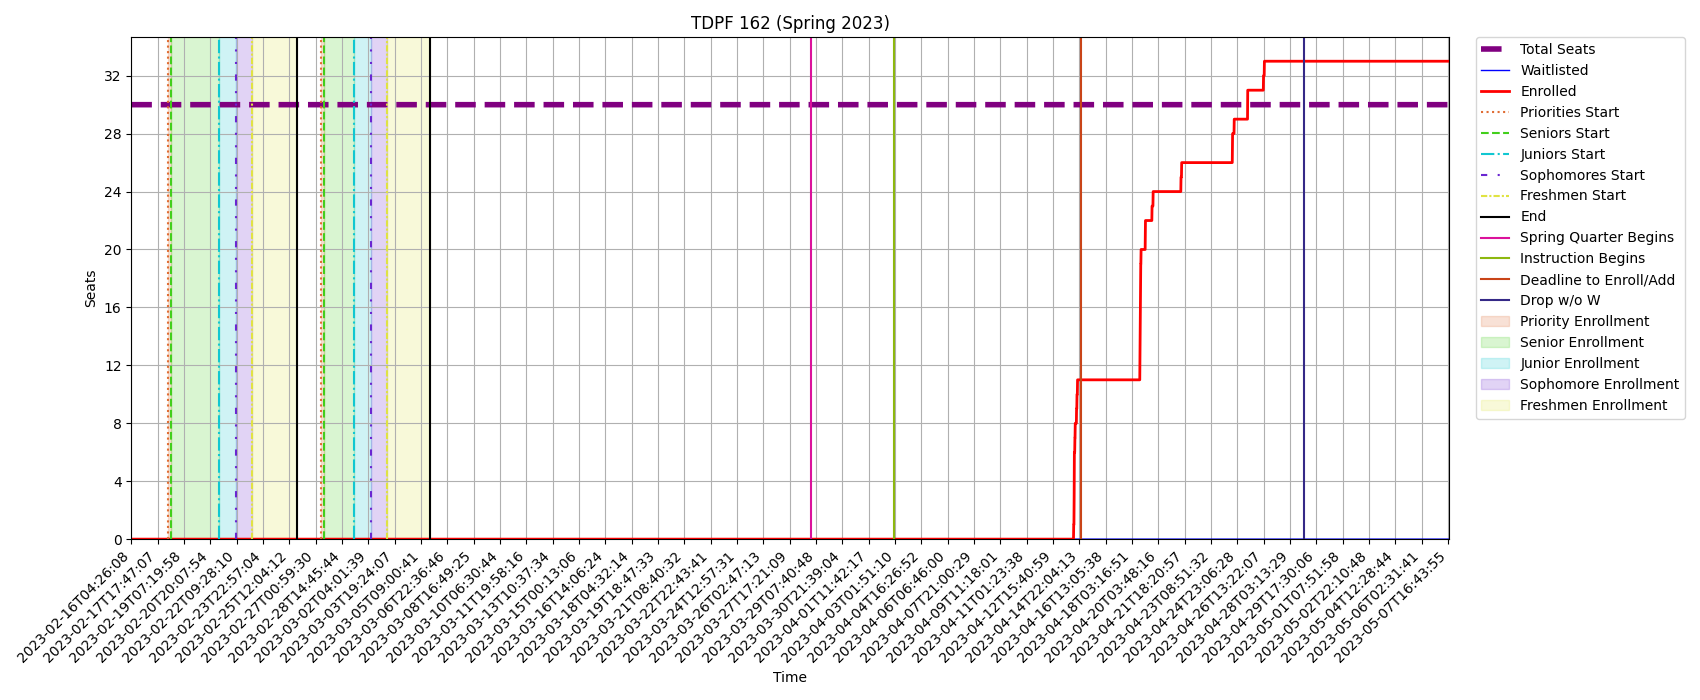 TDPF 162 (Spring 2023)
Seats
32
28
24
20
16
12
8
4
0
2023-02-16T04:26:08
2023-02-17T17:47:07
2023-02-19T07:19:58
2023-02-20T20:07:54
2023-02-22T09:28:10
2023-02-23T22:57:04
2023-02-25T12:04:12
2023-02-27T00:59:30
2023-02-28T14:45:44
2023-03-02T04:01:39
2023-03-03T19:24:07
2023-03-05T09:00:41
2023-03-06T22:36:46
2023-03-08T16:49:25
2023-03-10T06:30:44
2023-03-11T19:58:16
2023-03-13T10:37:34
2023-03-15T00:13:06
2023-03-16T14:06:24
2023-03-18T04:32:14
2023-03-19T18:47:33
2023-03-21T08:40:32
2023-03-22T22:43:41
2023-03-24T12:57:31
2023-03-26T02:47:13
2023-03-27T17:21:09
2023-03-29T07:40:48
2023-03-30T21:39:04
2023-04-01T11:42:17
2023-04-03T01:51:10
2023-04-04T16:26:52
2023-04-06T06:46:00
2023-04-07T21:00:29
2023-04-09T11:18:01
2023-04-11T01:23:38
2023-04-12T15:40:59
2023-04-14T22:04:13
2023-04-16T13:05:38
2023-04-18T03:16:51
2023-04-20T03:48:16
2023-04-21T18:20:57
2023-04-23T08:51:32
2023-04-24T23:06:28
2023-04-26T13:22:07
2023-04-28T03:13:29
2023-04-29T17:30:06
2023-05-01T07:51:58
2023-05-02T22:10:48
2023-05-04T12:28:44
2023-05-06T02:31:41
2023-05-07T16:43:55
Time
Total Seats
Waitlisted
Enrolled
Priorities Start
Seniors Start
Juniors Start
Sophomores Start
Freshmen Start
End
Spring Quarter Begins
Instruction Begins
Deadline to Enroll/Add
Drop w/o W
Priority Enrollment
Senior Enrollment
Junior Enrollment
Sophomore Enrollment
Freshmen Enrollment